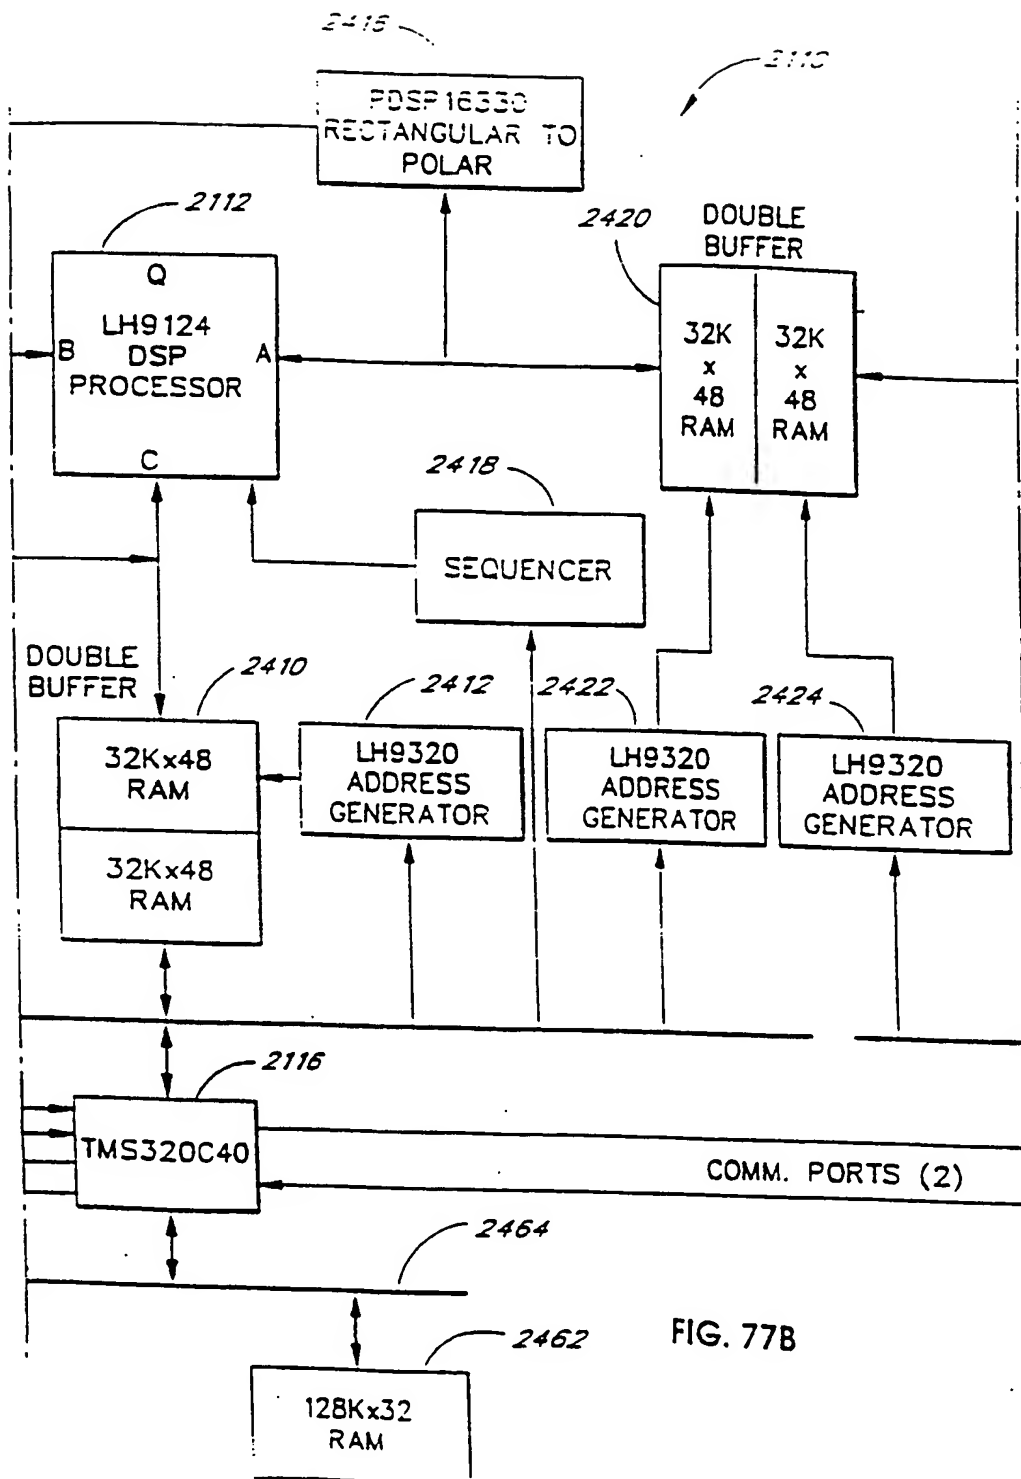 2416
2110
PDSP16330
RECTANGULAR TO
POLAR
2112
2420
DOUBLE
BUFFER
Q
LH9124
DSP
PROCESSOR
B
A
C
32K
x
48
RAM
32K
x
48
RAM
2418
SEQUENCER
DOUBLE
BUFFER
2410
2412
2422
2424
32Kx48
RAM
32Kx48
RAM
LH9320
ADDRESS
GENERATOR
LH9320
ADDRESS
GENERATOR
LH9320
ADDRESS
GENERATOR
2116
TMS320C40
COMM. PORTS (2)
2464
2462
128Kx32
RAM
FIG. 77B